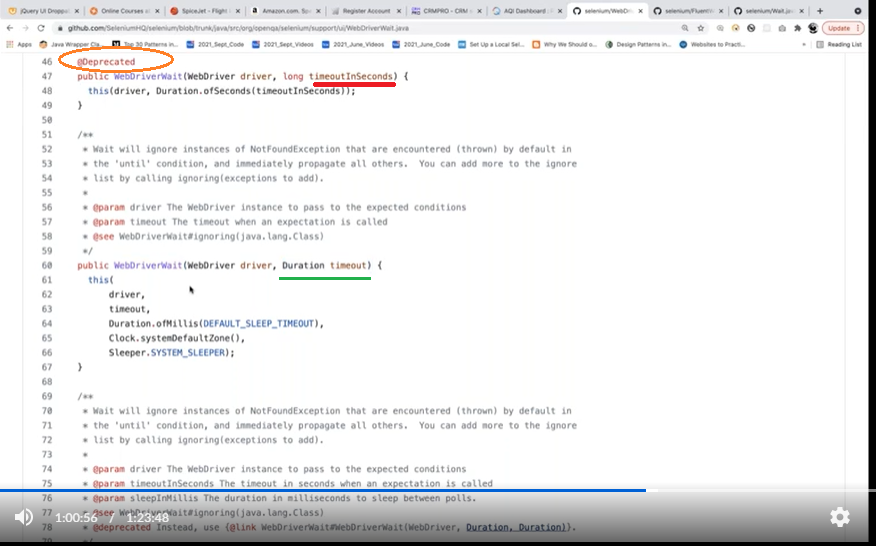 jQuery UI Droppab
Online Courses at
SpiceJet - Flight
Amazon.com. Spe
Register Account
CRMPRO - CRM s
AQI Dashboard :
selenium/WebDri
selenium/FluentW
selenium/Wait.jav
github.com/SeleniumHQ/selenium/blob/trunk/java/src/org/openqa/selenium/support/ui/WebDriverWait.java
Update
Apps
Java Wrapper Cla...
Top 30 Patterns in...
2021_Sept_Code
2021_Sept_Videos
2021_June_Videos
2021_June_Code
Set Up a Local Sel...
Why We Should o...
Design Patterns in...
Websites to Practi...
Reading List
46 @Deprecated
47 public WebDriverWait(WebDriver driver, long timeoutInSeconds) {
48 this(driver, Duration.ofSeconds(timeoutInSeconds));
49 }
50
51 /**
52 * Wait will ignore instances of NotFoundException that are encountered (thrown) by default in
53 * the 'until' condition, and immediately propagate all others.  You can add more to the ignore
54 * list by calling ignoring(exceptions to add).
55 *
56 * @param driver The WebDriver instance to pass to the expected conditions
57 * @param timeout The timeout when an expectation is called
58 * @see WebDriverWait#ignoring(java.lang.Class)
59 */
60 public WebDriverWait(WebDriver driver, Duration timeout) {
61 this(
62 driver,
63 timeout,
64 Duration.ofMillis(DEFAULT_SLEEP_TIMEOUT),
65 Clock.systemDefaultZone(),
66 Sleeper.SYSTEM_SLEEPER);
67 }
68
69 /**
70 * Wait will ignore instances of NotFoundException that are encountered (thrown) by default in
71 * the 'until' condition, and immediately propagate all others.  You can add more to the ignore
72 * list by calling ignoring(exceptions to add).
73 *
74 * @param driver The WebDriver instance to pass to the expected conditions
75 * @param timeoutInSeconds The timeout in seconds when an expectation is called
76 * @param sleepInMillis The duration in milliseconds to sleep between polls.
77 * @see WebDriverWait#ignoring(java.lang.Class)
1:00:56 / 1:23:48
78 * @deprecated Instead, use {@link WebDriverWait#WebDriverWait(WebDriver, Duration, Duration)}.
79 */